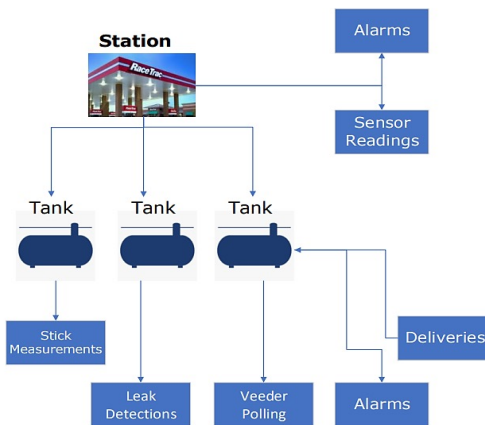 Station
Alarms
RaceTrac
Sensor
Readings
Tank
Tank
Tank
Stick
Measurements
Deliveries
Leak
Detections
Veeder
Polling
Alarms